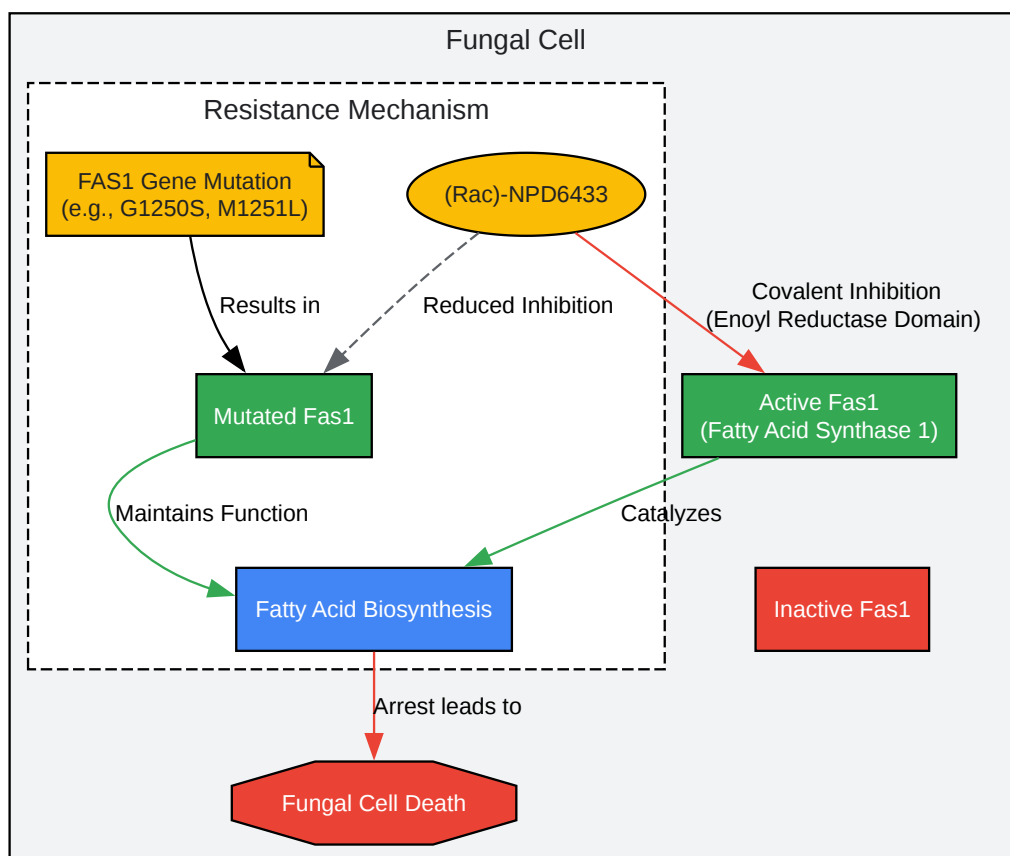 Fungal Cell
Resistance Mechanism
FAS1 Gene Mutation
(e.g., G1250S, M1251L)
(Rac)-NPD6433
Results in
Reduced Inhibition
Covalent Inhibition
(Enoyl Reductase Domain)
Mutated Fas1
Active Fas1
(Fatty Acid Synthase 1)
Maintains Function
Catalyzes
Fatty Acid Biosynthesis
Inactive Fas1
Arrest leads to
Fungal Cell Death